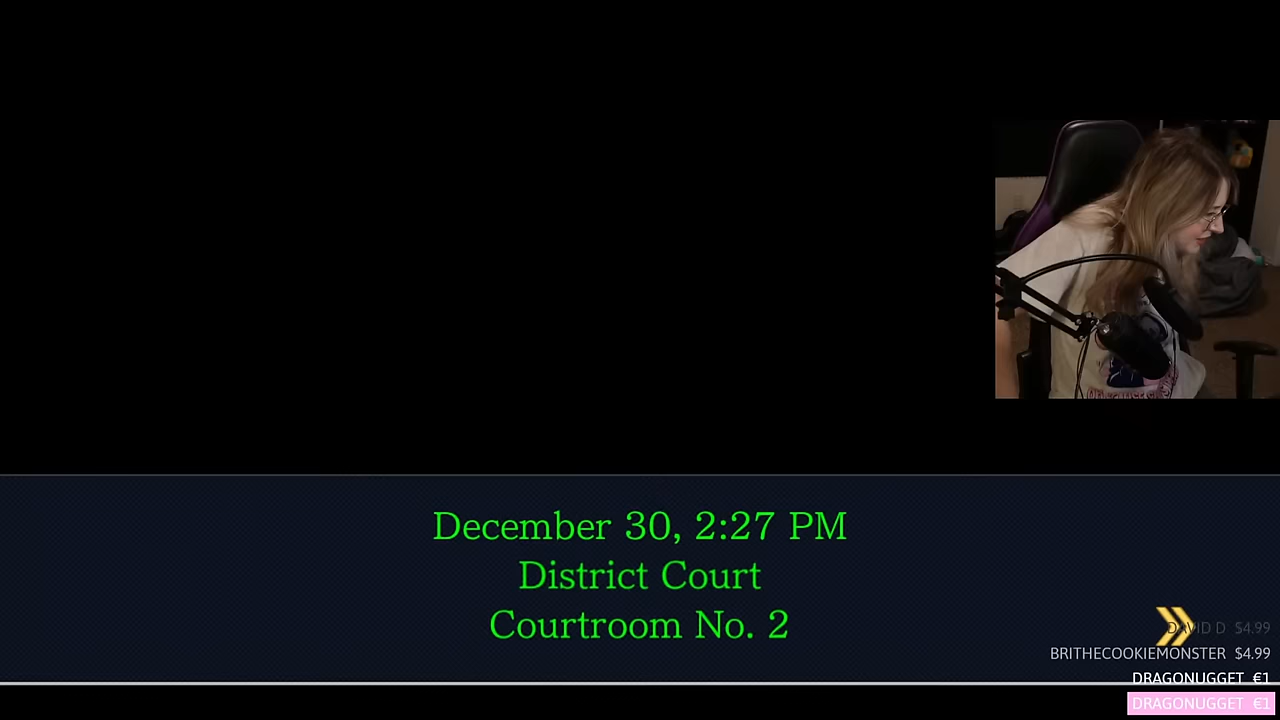 December 30, 2:27 PM
District Court
Courtroom No. 2
DAVID D $4.99
BRITHECOOKIEMONSTER $4.99
DRAGONUGGET €1
DRAGONUGGET €1